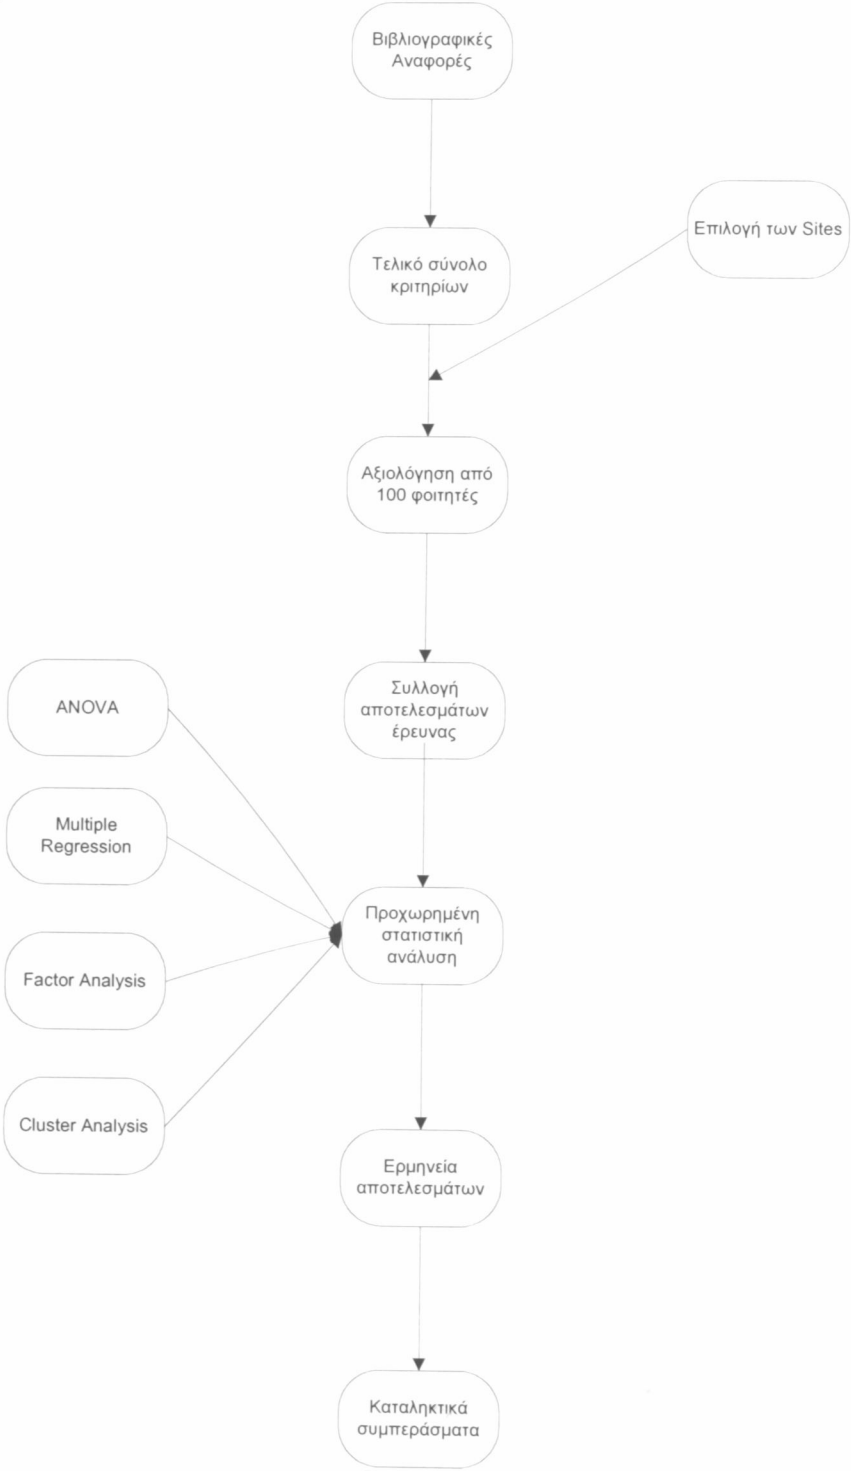 Βιβλιογραφικές
Αναφορές
Επιλογή των Sites
Τελικό σύνολο
κριτηρίων
Αξιολόγηση από
100 φοιτητές
Συλλογή
αποτελεσμάτων
έρευνας
ANOVA
Multiple
Regression
Προχωρημένη
στατιστική
ανάλυση
Factor Analysis
Cluster Analysis
Ερμηνεία
αποτελεσμάτων
Καταληκτικά
συμπεράσματα